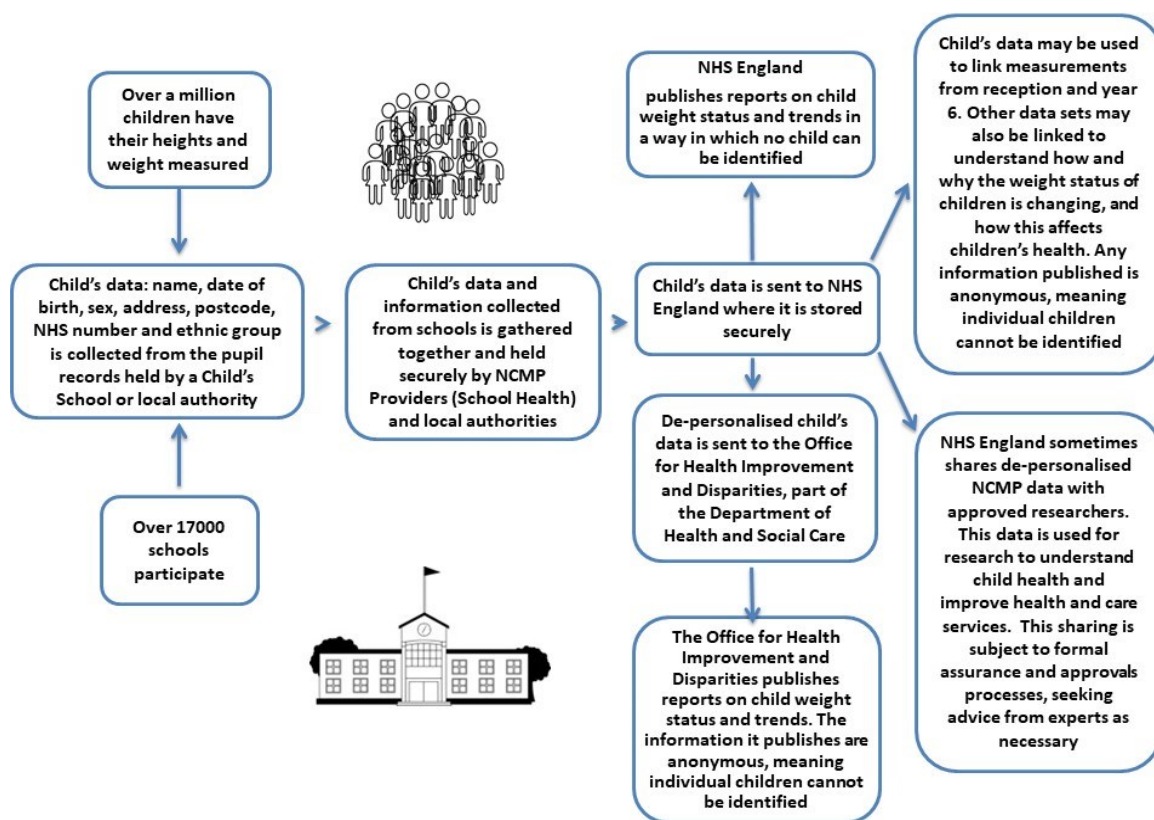 Over a million
children have
their heights and
weight measured
Child’s data: name, date of
birth, sex, address, postcode,
NHS number and ethnic group
is collected from the pupil
records held by a Child’s
School or local authority
Over 17000
schools
participate
Child’s data and
information collected
from schools is gathered
together and held
securely by NCMP
Providers (School Health)
and local authorities
NHS England
publishes reports on child
weight status and trends in
a way in which no child can
be identified
Child’s data is sent to NHS
England where it is stored
securely
De-personalised child’s
data is sent to the Office
for Health Improvement
and Disparities, part of
the Department of
Health and Social Care
The Office for Health
Improvement and
Disparities publishes
reports on child weight
status and trends. The
information it publishes are
anonymous, meaning
individual children cannot
be identified
Child’s data may be used
to link measurements
from reception and year
6. Other data sets may
also be linked to
understand how and
why the weight status of
children is changing, and
how this affects
children’s health. Any
information published is
anonymous, meaning
individual children
cannot be identified
NHS England sometimes
shares de-personalised
NCMP data with
approved researchers.
This data is used for
research to understand
child health and
improve health and care
services.  This sharing is
subject to formal
assurance and approvals
processes, seeking
advice from experts as
necessary